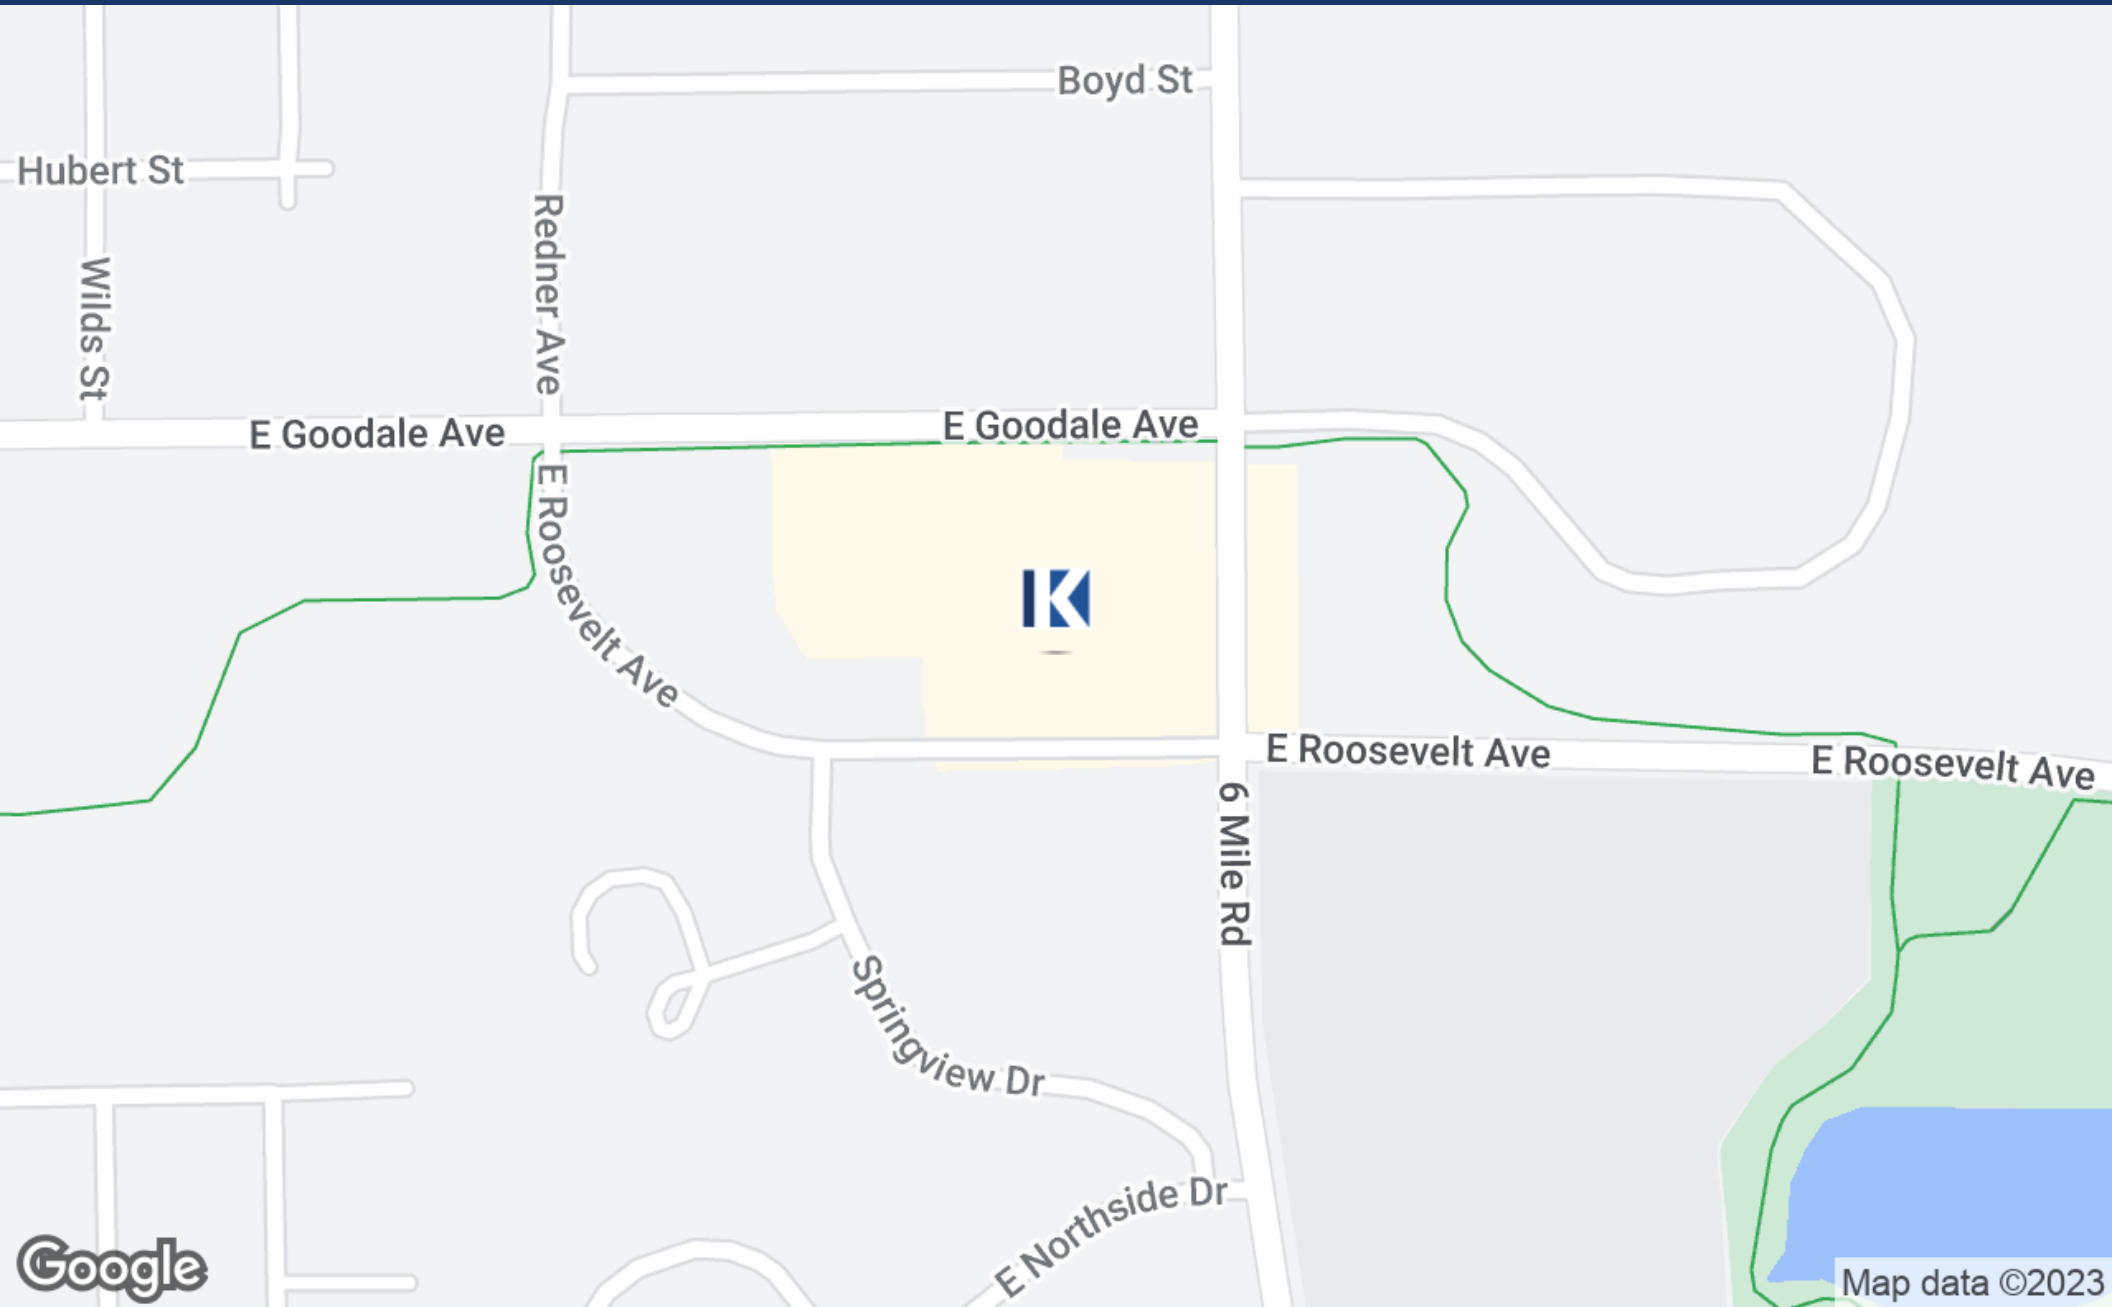 Boyd St
Hubert St
Redner Ave
Wilds St
E Goodale Ave
E Goodale Ave
E Roosevelt Ave
K
E Roosevelt Ave
E Roosevelt Ave
6 Mile Rd
Springview Dr
E Northside Dr
Google
Map data ©2023